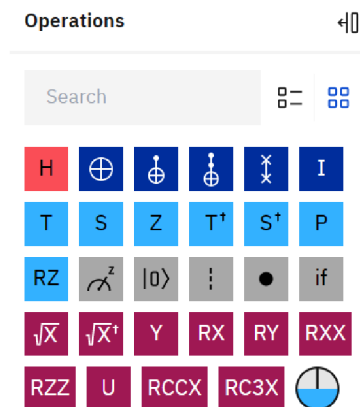 Operations
Search
H I
T S Z T† S† P
RZ z |0⟩ if
√X √X† Y RX RY RXX
RZZ U RCCX RC3X